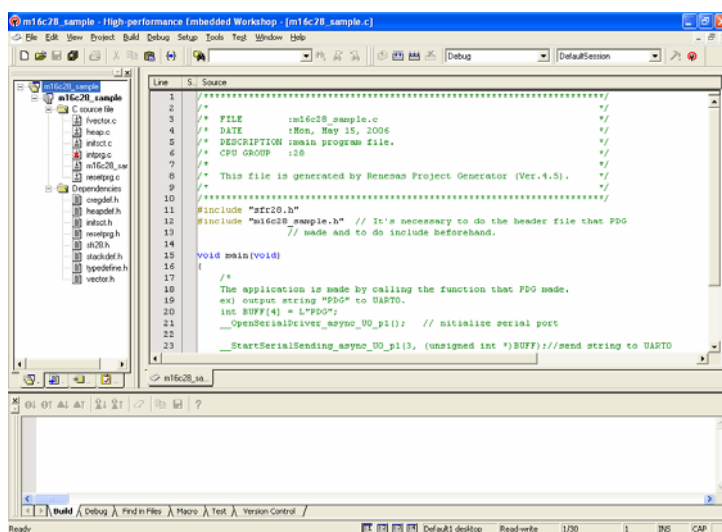 m16c28_sample - High-performance Embedded Workshop - [m16c28_sample.c]
File Edit View Project Build Debug Setup Tools Test Window Help
Debug
DefaultSession
m16c28_sample
m16c28_sample
C source file
fvector.c
heap.c
initsct.c
intprg.c
m16c28_sar
resetprg.c
Dependencies
cregdef.h
heapdef.h
initsct.h
resetprg.h
sfr28.h
stackdef.h
typedefine.h
vector.h
Line S.. Source
1 /***********************************************************************/
2 /* */
3 /* FILE :m16c28_sample.c */
4 /* DATE :Mon, May 15, 2006 */
5 /* DESCRIPTION :main program file. */
6 /* CPU GROUP :28 */
7 /* */
8 /* This file is generated by Renesas Project Generator (Ver.4.5). */
9 /* */
10 /***********************************************************************/
11 #include "sfr28.h"
12 #include "m16c28_sample.h" // It's necessary to do the header file that PDG
13 // made and to do include beforehand.
14
15 void main(void)
16 {
17 /*
18 The application is made by calling the function that PDG made.
19 ex) output string "PDG" to UART0.
20 int BUFF[4] = L"PDG";
21 __OpenSerialDriver_async_U0_p1(); // nitialize serial port
22
23 __StartSerialSending_async_U0_p1(3, (unsigned int *)BUFF);//send string to UART0
m16c28_sa..
Build Debug Find in Files Macro Test Version Control
Ready Default1 desktop Read-write 1/30 1 INS CAP